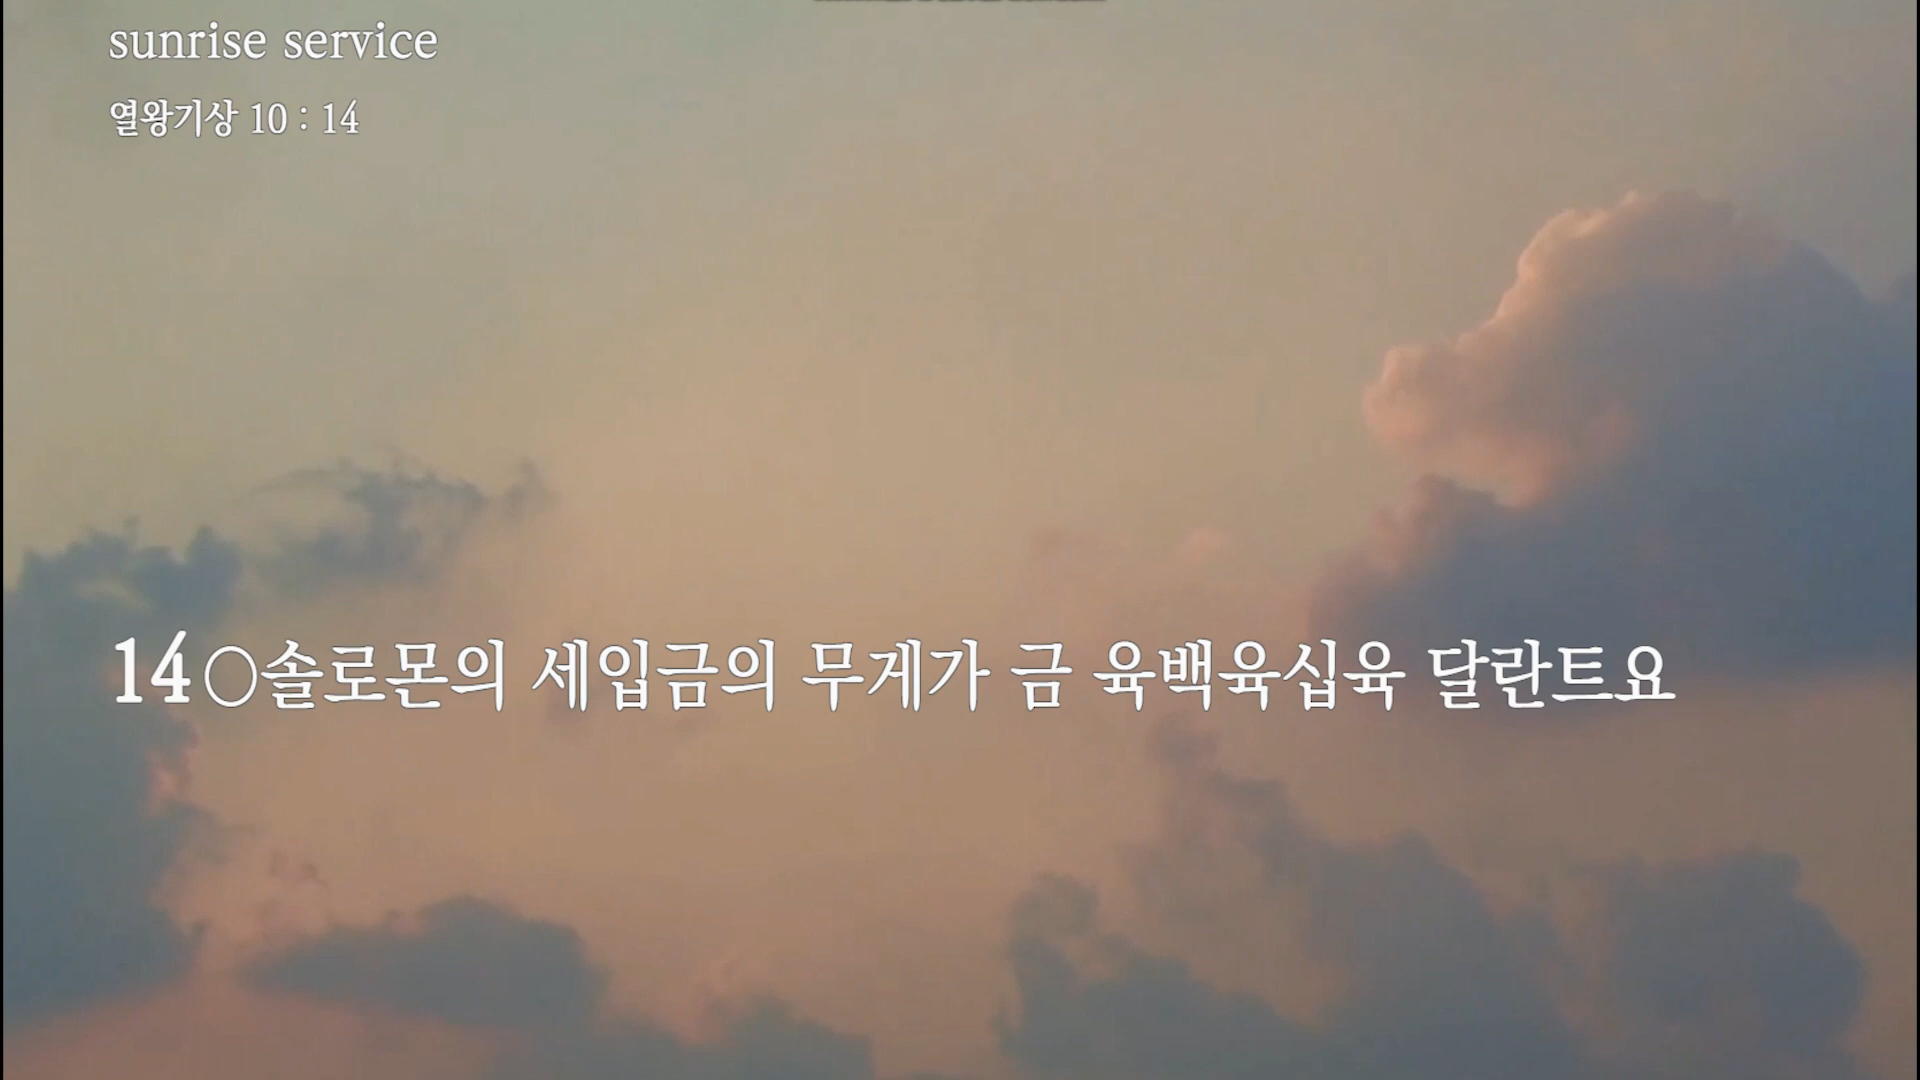 sunrise service
열왕기상 10 : 14
14○솔로몬의 세입금의 무게가 금 육백육십육 달란트요